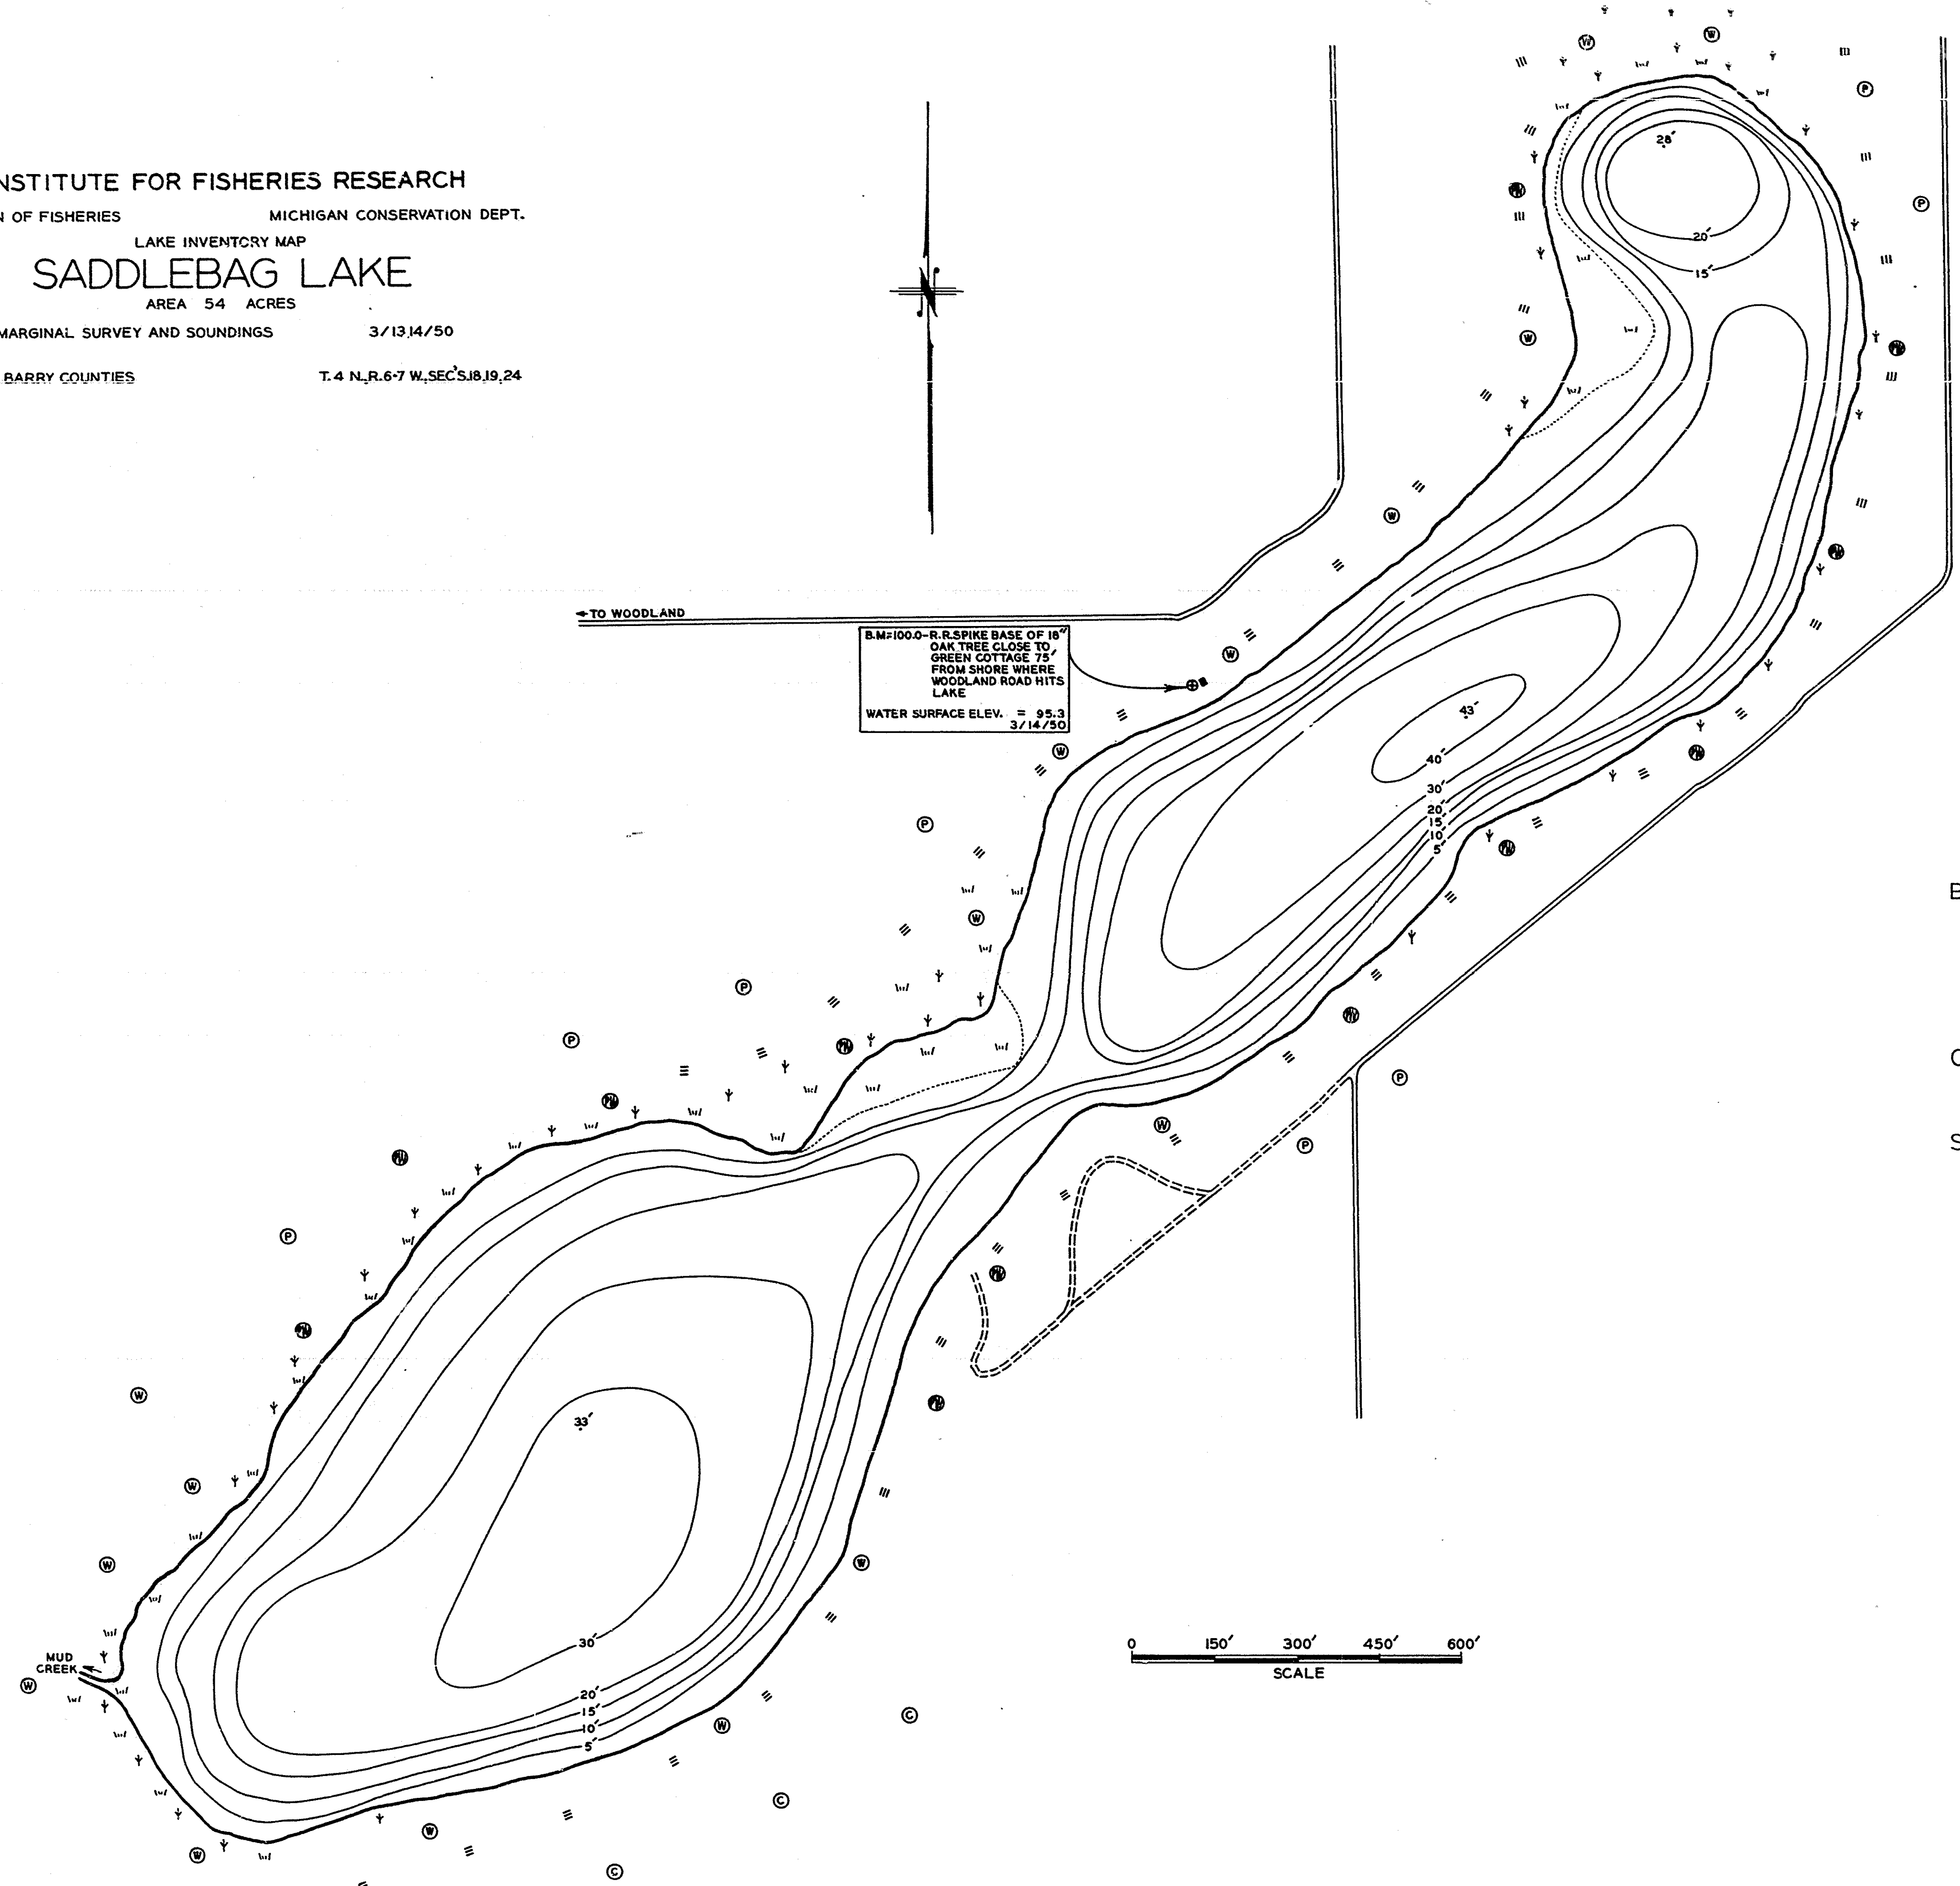 NSTITUTE FOR FISHERIES RESEARCH
N OF FISHERIES MICHIGAN CONSERVATION DEPT.
LAKE INVENTORY MAP
SADDLEBAG LAKE
AREA 54 ACRES
MARGINAL SURVEY AND SOUNDINGS 3/13,14/50
BARRY COUNTIES T. 4 N., R. 6-7 W., SEC'S. 18, 19, 24
N
28′
20′
15′
TO WOODLAND
B.M=100.0-R.R.SPIKE BASE OF 18″
OAK TREE CLOSE TO
GREEN COTTAGE 75′
FROM SHORE WHERE
WOODLAND ROAD HITS
LAKE
WATER SURFACE ELEV. = 95.3
3/14/50
43′
40′
30′
20′
15′
10′
5′
33′
30′
20′
15′
10′
5′
MUD
CREEK
0 150′ 300′ 450′ 600′
SCALE
W
W
P
P
W
W
W
W
P
W
P
P
P
W
P
P
W
W
W
W
W
W
C
C
W
W
C